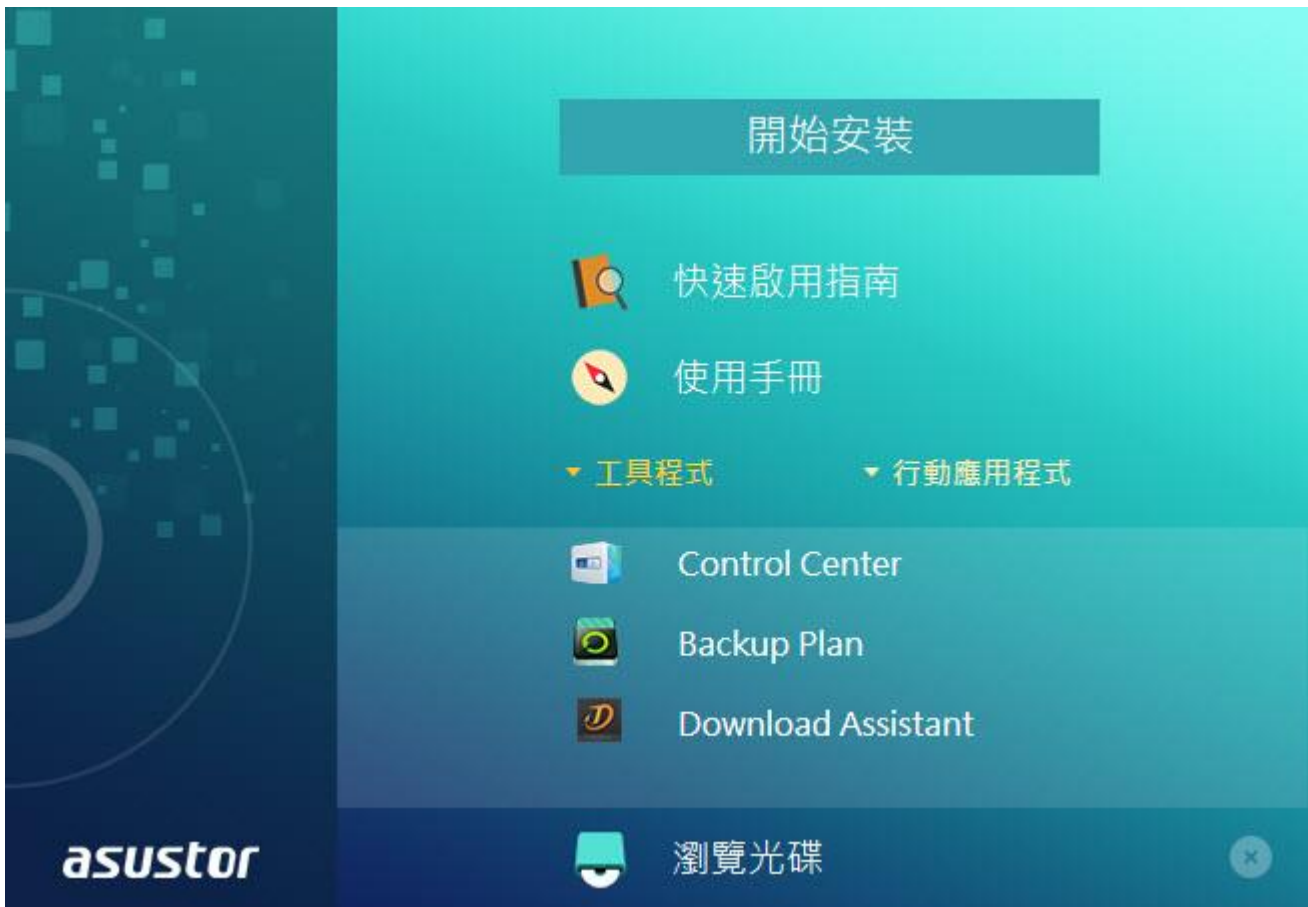 開始安裝
快速啟用指南
使用手冊
工具程式
行動應用程式
Control Center
Backup Plan
Download Assistant
asustor
瀏覽光碟